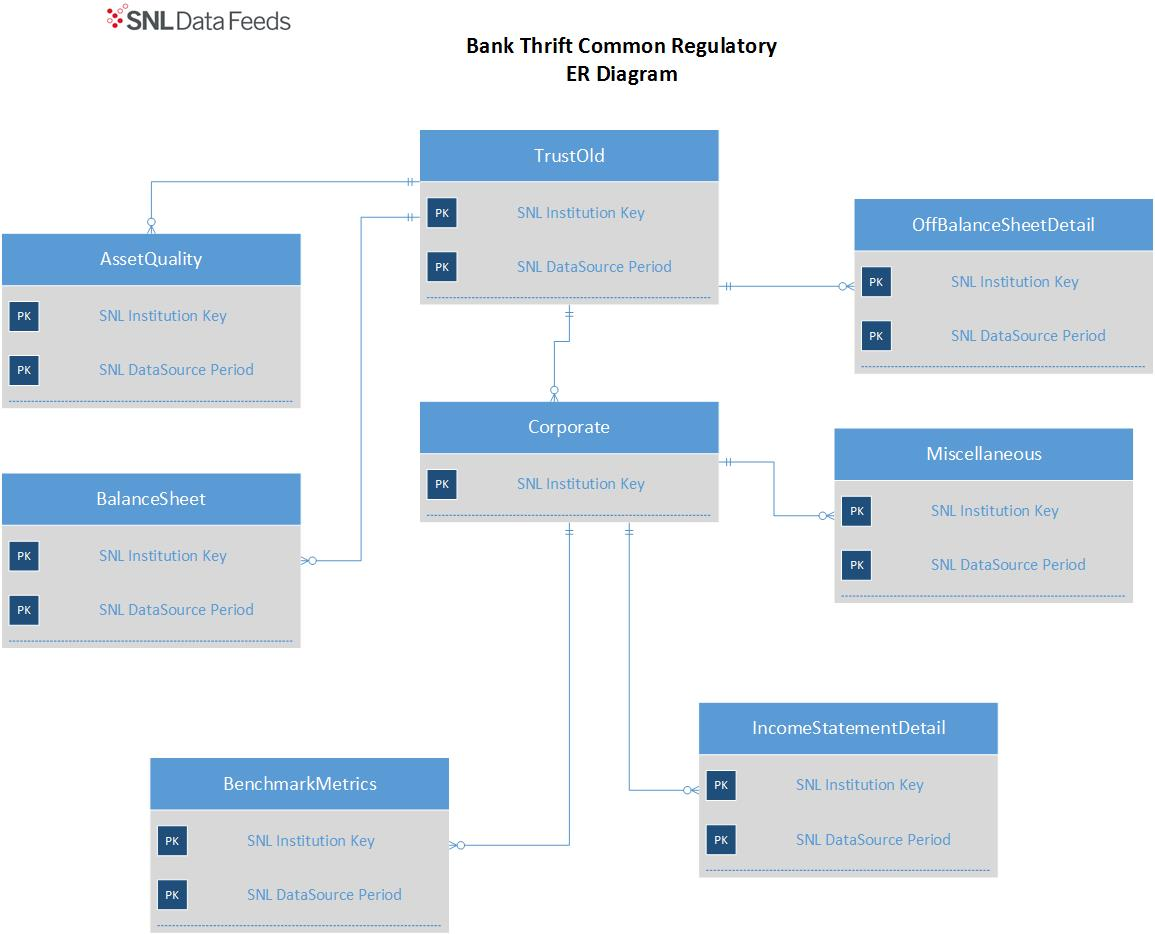 SNL Data Feeds
Bank Thrift Common Regulatory
ER Diagram
TrustOld
PK SNL Institution Key
PK SNL DataSource Period
OffBalanceSheetDetail
PK SNL Institution Key
PK SNL DataSource Period
AssetQuality
PK SNL Institution Key
PK SNL DataSource Period
Corporate
PK SNL Institution Key
Miscellaneous
PK SNL Institution Key
PK SNL DataSource Period
BalanceSheet
PK SNL Institution Key
PK SNL DataSource Period
IncomeStatementDetail
PK SNL Institution Key
PK SNL DataSource Period
BenchmarkMetrics
PK SNL Institution Key
PK SNL DataSource Period